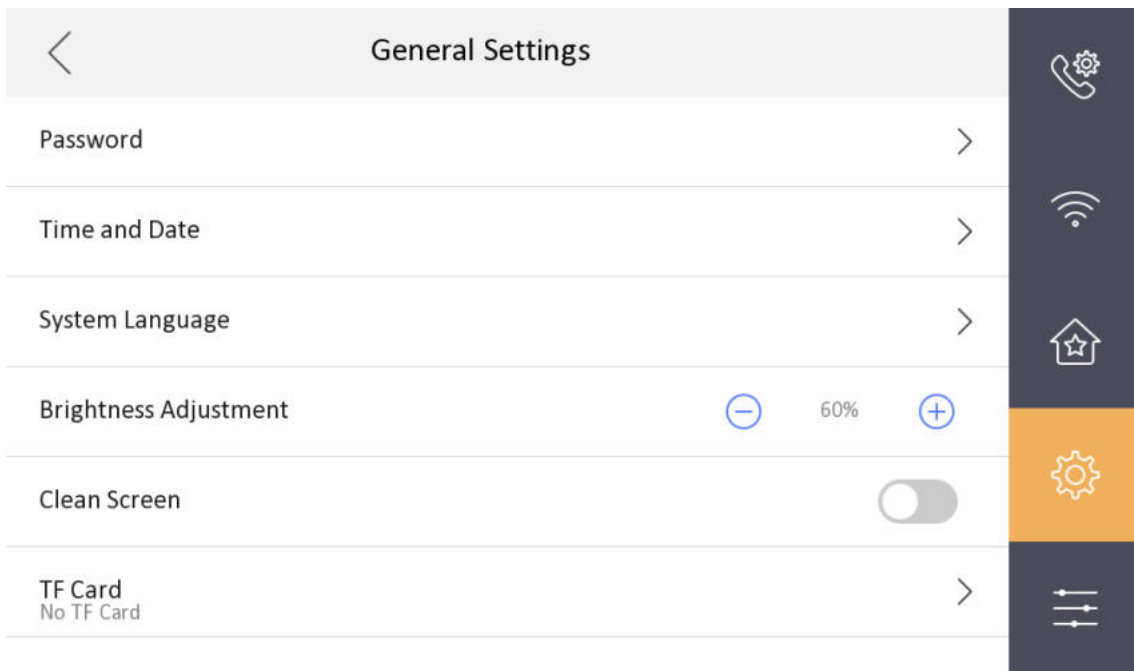 General Settings
Password
Time and Date
System Language
Brightness Adjustment 60%
Clean Screen
TF Card
No TF Card